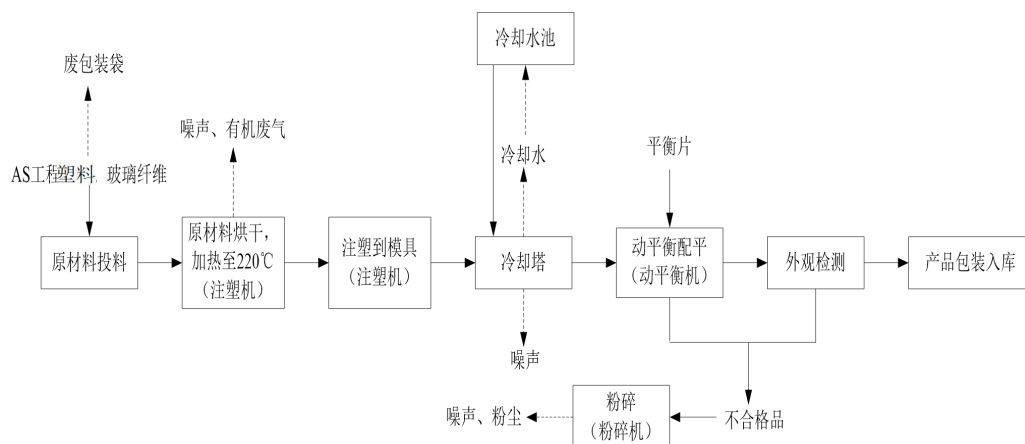 冷却水池
废包装袋
噪声、有机废气
冷却水
平衡片
AS工程塑料、玻璃纤维
原材料投料
原材料烘干,
加热至220℃
（注塑机）
注塑到模具
（注塑机）
冷却塔
动平衡配平
（动平衡机）
外观检测
产品包装入库
噪声
噪声、粉尘
粉碎
（粉碎机）
不合格品